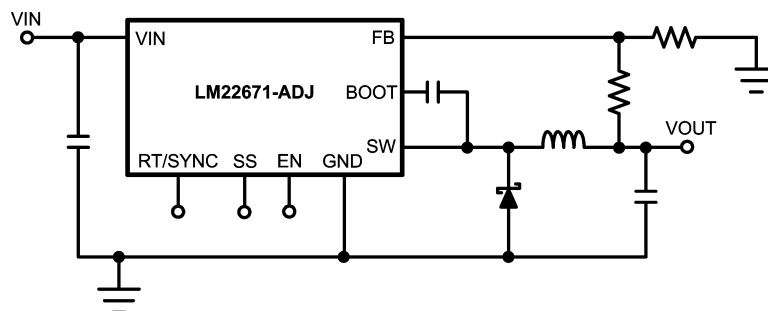 VIN
VIN
FB
LM22671-ADJ
BOOT
VOUT
SW
RT/SYNC
SS
EN
GND